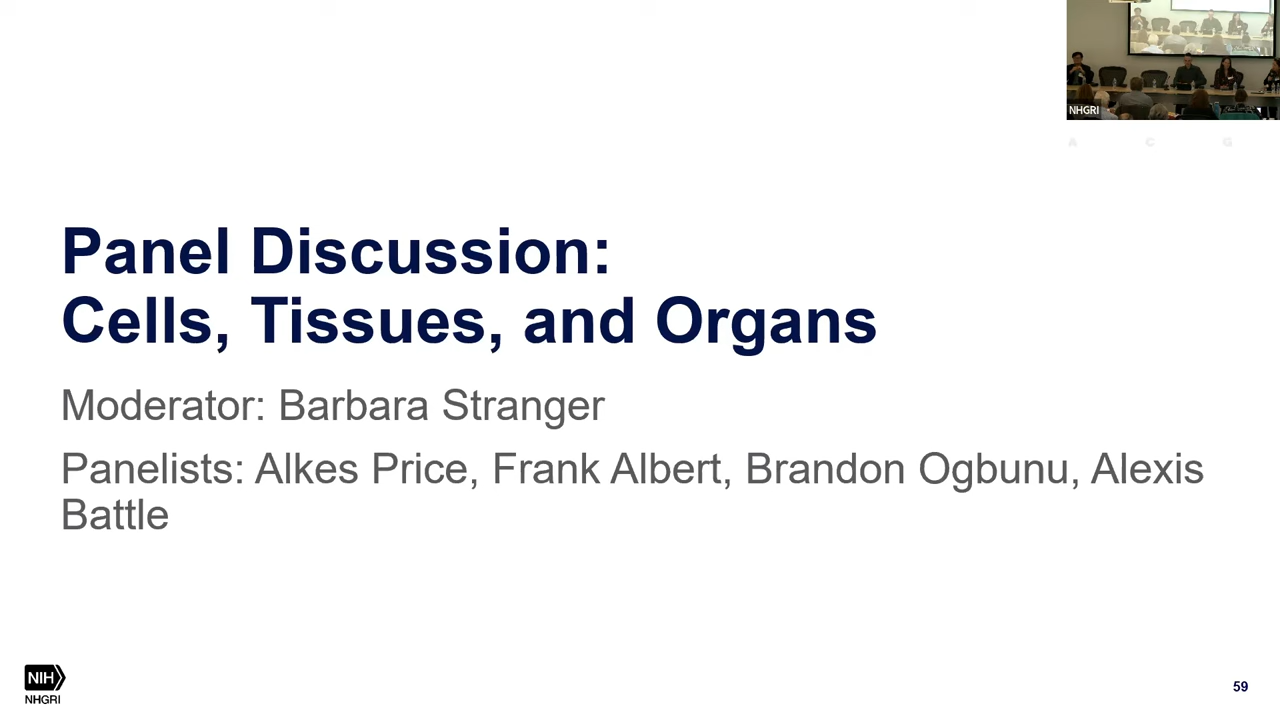 NHGRI
A C G
Panel Discussion:
Cells, Tissues, and Organs
Moderator: Barbara Stranger
Panelists: Alkes Price, Frank Albert, Brandon Ogbunu, Alexis
Battle
NIH
NHGRI
59